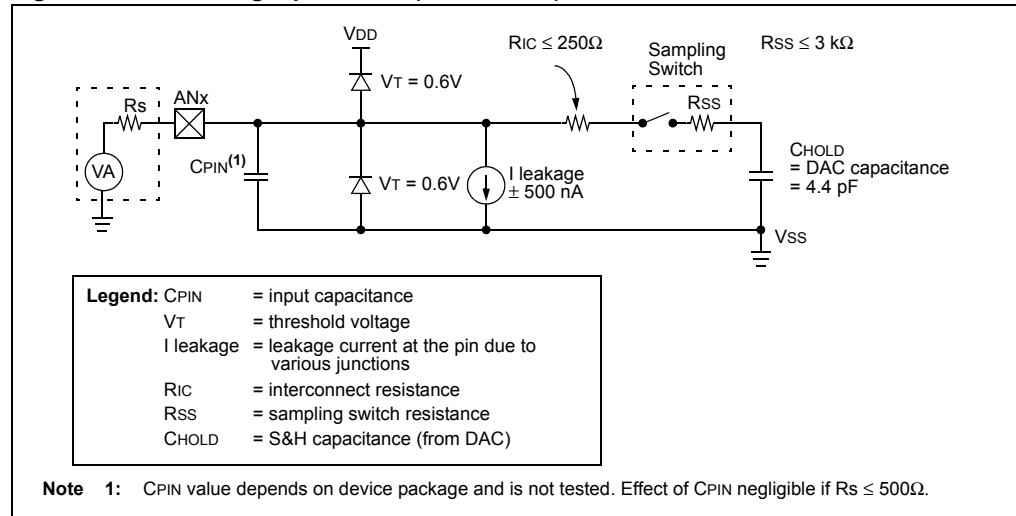 VDD
RIC ≤ 250Ω
Sampling
Switch
RSS ≤ 3 kΩ
VT = 0.6V
Rs
ANx
RSS
CPIN(1)
VA
VT = 0.6V
I leakage
± 500 nA
CHOLD
= DAC capacitance
= 4.4 pF
VSS
Legend: CPIN = input capacitance
VT = threshold voltage
I leakage = leakage current at the pin due to
various junctions
RIC = interconnect resistance
RSS = sampling switch resistance
CHOLD = S&H capacitance (from DAC)
Note 1: CPIN value depends on device package and is not tested. Effect of CPIN negligible if Rs ≤ 500Ω.